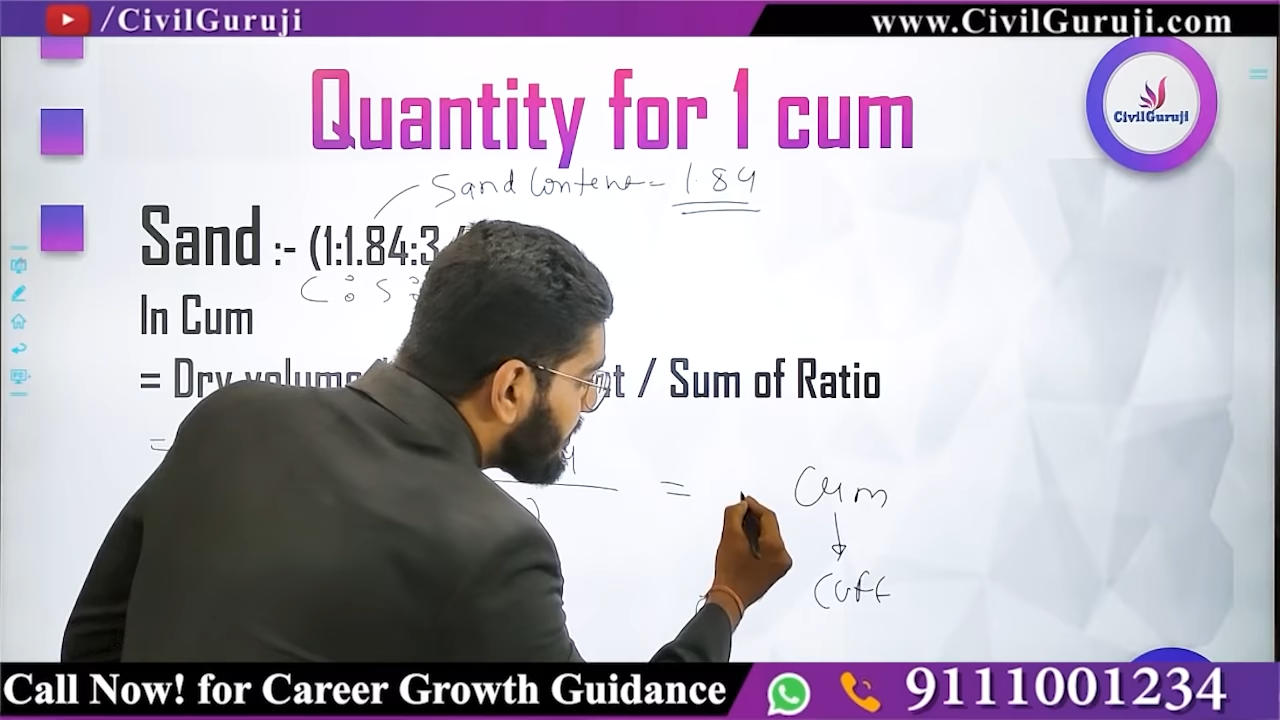 /CivilGuruji
www.CivilGuruji.com
Quantity for 1 cum
CivilGuruji
Sand Content = 1.84
Sand :- (1:1.84:3
C : S :
In Cum
= Dry volume / Sum of Ratio
= = Cum
Cuft
Call Now! for Career Growth Guidance
9111001234